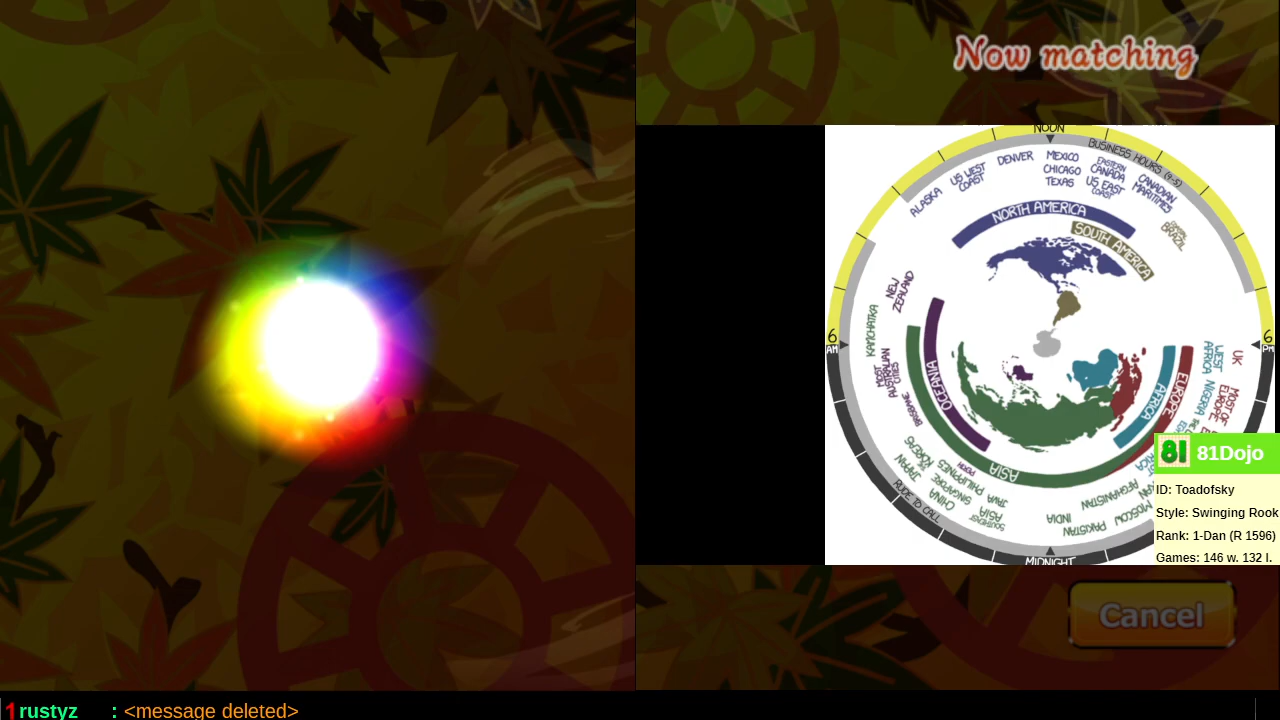 Now matching
NOON
BUSINESS HOURS (9-5)
ALASKA
US WEST
COAST
DENVER
MEXICO
CHICAGO
TEXAS
EASTERN
CANADA
US EAST
COAST
CANADIAN
MARITIMES
BRAZIL
NORTH AMERICA
SOUTH AMERICA
NEW
ZEALAND
KAMCHATKA
MOST
AUSTRALIAN
CITIES
BRISBANE
OCEANIA
ASIA
AFRICA
EUROPE
UK
WEST
AFRICA
NIGERIA
MOST OF
EUROPE
6
AM
6
PM
THE
KOREAS
JAPAN
PERTH
PHILIPPINES
CHINA
SINGAPORE
JAVA
SOUTHEAST
ASIA
INDIA
PAKISTAN
AFGHANISTAN
MOSCOW
RUDE TO CALL
MIDNIGHT
81 81Dojo
ID: Toadofsky
Style: Swinging Rook
Rank: 1-Dan (R 1596)
Games: 146 w. 132 l.
Cancel
1 rustyz : <message deleted>